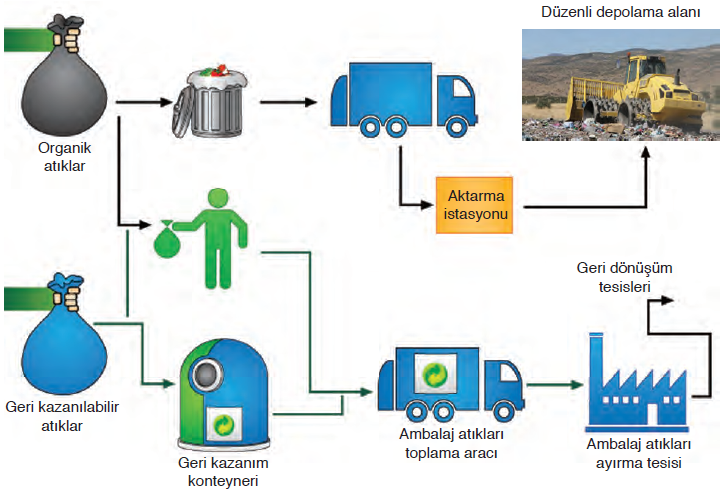 Düzenli depolama alanı
Organik
atıklar
Aktarma
istasyonu
Geri dönüşüm
tesisleri
Geri kazanılabilir
atıklar
Geri kazanım
konteyneri
Ambalaj atıkları
toplama aracı
Ambalaj atıkları
ayırma tesisi